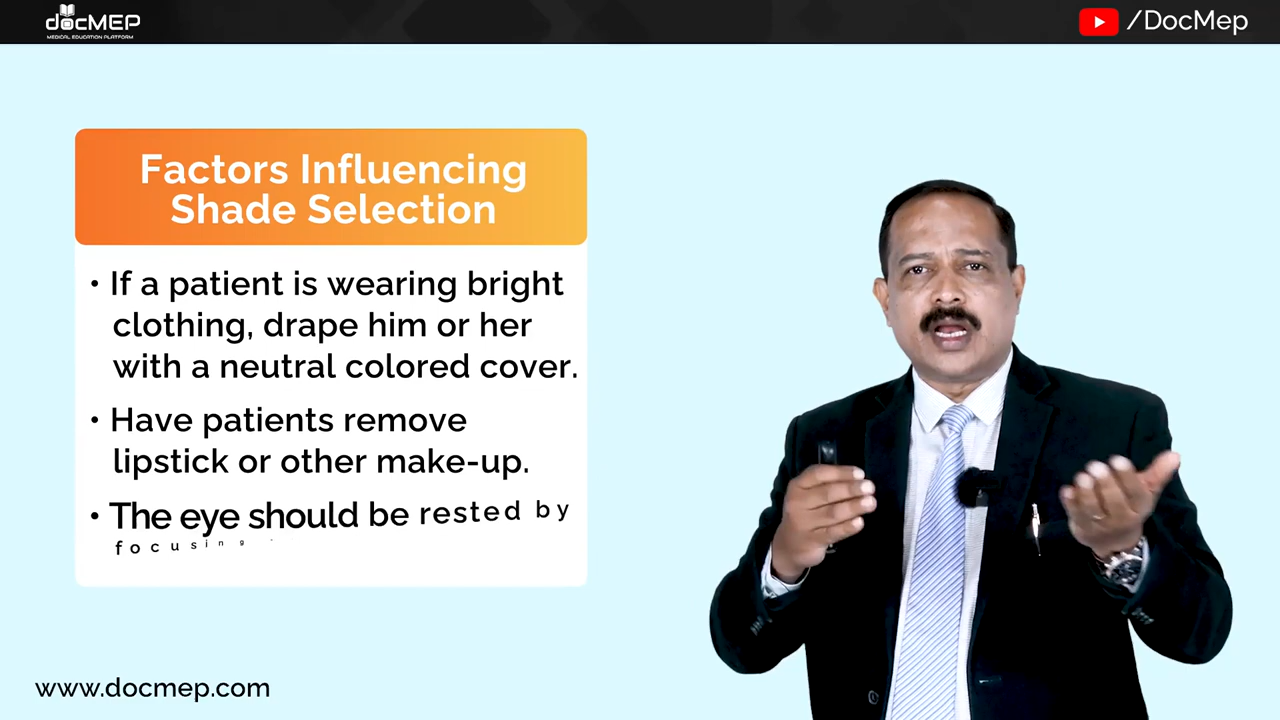 docMEP
MEDICAL EDUCATION PLATFORM
/DocMep
Factors Influencing
Shade Selection
• If a patient is wearing bright
clothing, drape him or her
with a neutral colored cover.
• Have patients remove
lipstick or other make-up.
• The eye should be rested by
focusing
www.docmep.com